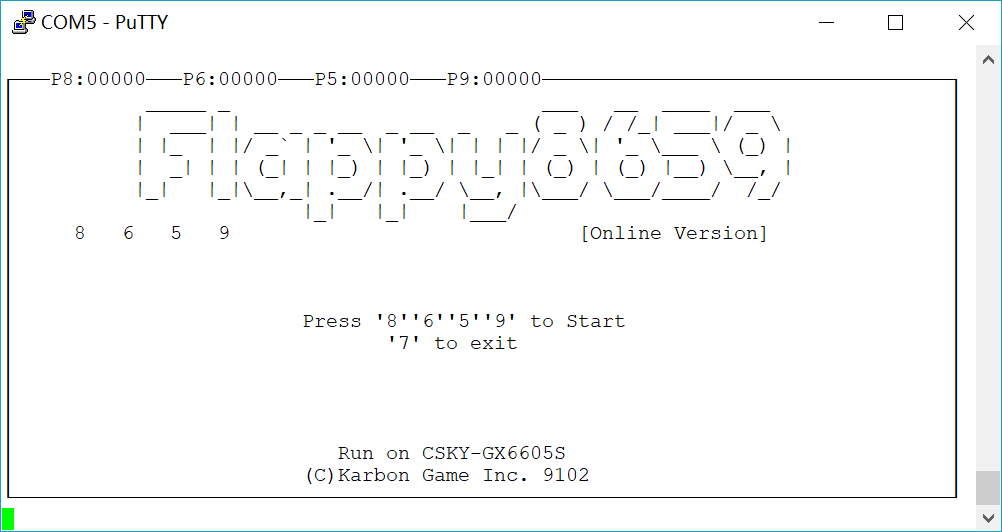 COM5 - PuTTY
P8:00000 P6:00000 P5:00000 P9:00000
Flappy8659
8 6 5 9 [Online Version]
Press '8''6''5''9' to Start
'7' to exit
Run on CSKY-GX6605S
(C)Karbon Game Inc. 9102